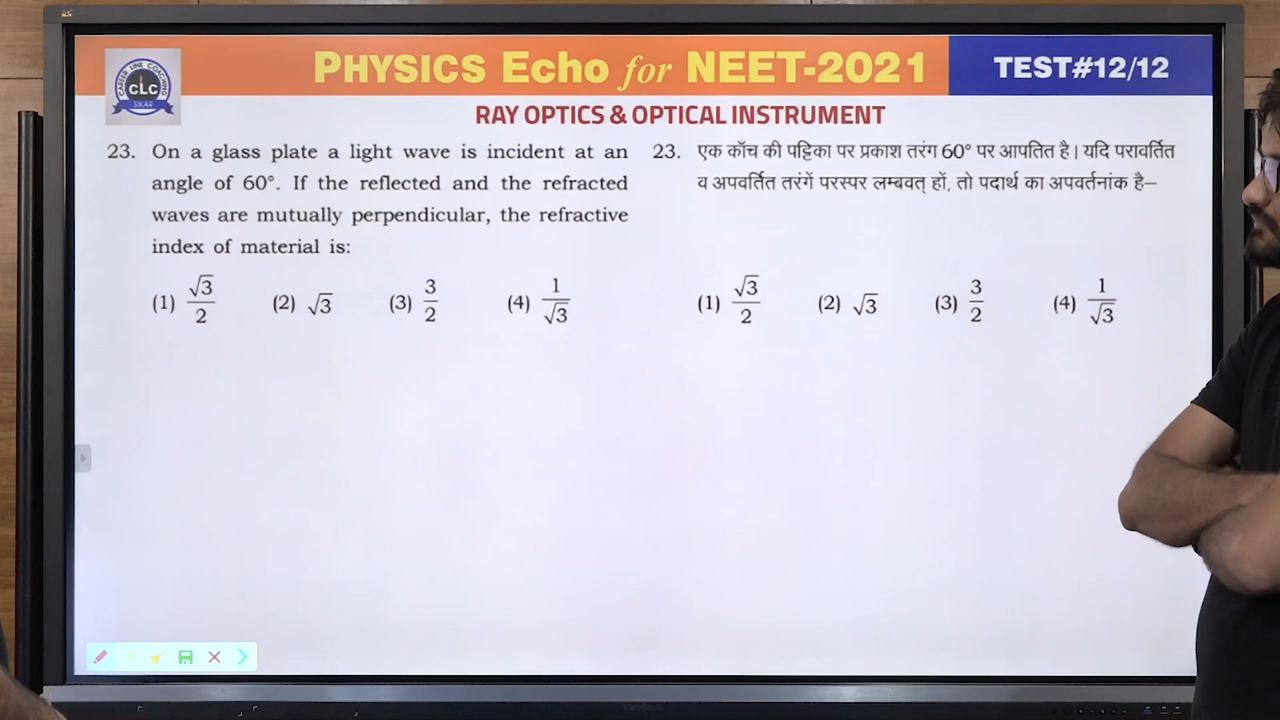 PHYSICS Echo for NEET-2021
TEST#12/12
CAREER LINE COACHING
CLC
SIKAR
RAY OPTICS & OPTICAL INSTRUMENT
23. On a glass plate a light wave is incident at an
angle of 60°. If the reflected and the refracted
waves are mutually perpendicular, the refractive
index of material is:
(1) √3/2 (2) √3 (3) 3/2 (4) 1/√3
23. एक काँच की पट्टिका पर प्रकाश तरंग 60° पर आपतित है। यदि परावर्तित
व अपवर्तित तरंगें परस्पर लम्बवत् हों, तो पदार्थ का अपवर्तनांक है–
(1) √3/2 (2) √3 (3) 3/2 (4) 1/√3